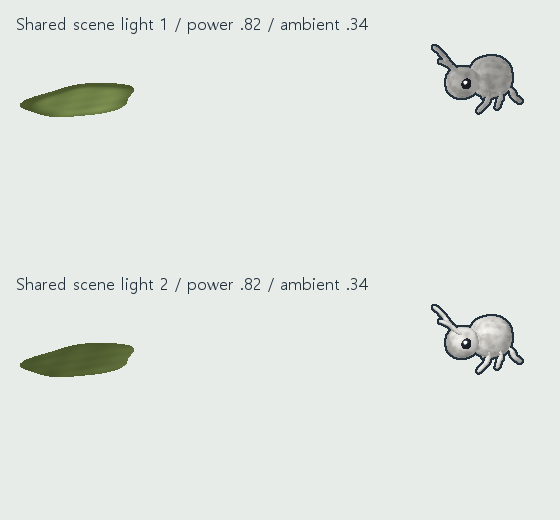 Shared scene light 1 / power .82 / ambient .34
Shared scene light 2 / power .82 / ambient .34